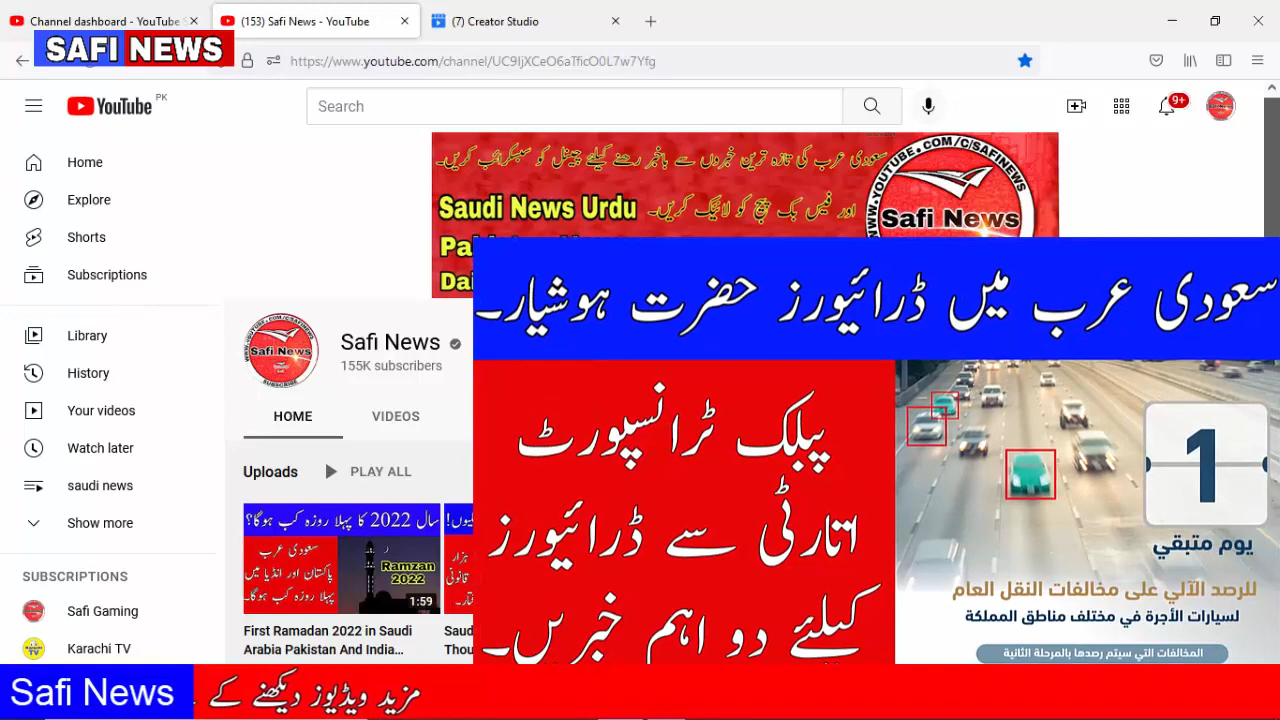 Channel dashboard - YouTube S
(153) Safi News - YouTube
(7) Creator Studio
SAFI NEWS
https://www.youtube.com/channel/UC9IjXCeO6aTficO0L7w7Yfg
YouTube PK
Search
9+
Home
Explore
Shorts
Subscriptions
Library
History
Your videos
Watch later
saudi news
Show more
SUBSCRIPTIONS
Safi Gaming
Karachi TV
سعودی عرب کی تازہ ترین خبروں سے باخبر رھنے کیلئے چینل کو سبسکرائب کریں۔
Saudi News Urdu
اور فیس بک پیج کو لائیک کریں۔
WWW.YOUTUBE.COM/C/SAFINEWS
Safi News
Safi News
155K subscribers
HOME
VIDEOS
Uploads
PLAY ALL
سال 2022 کا پہلا روزہ کب ہوگا؟
سعودی عرب
پاکستان اور انڈیا میں
پہلا روزہ کب ہوگا۔
Ramzan
2022
1:59
First Ramadan 2022 in Saudi
Arabia Pakistan And India...
سعودی عرب میں ڈرائیورز حضرت ہوشیار۔
پبلک ٹرانسپورٹ
اتارٹی سے ڈرائیورز
کیلئے دو اہم خبریں۔
1
يوم متبقي
للرصد الآلي على مخالفات النقل العام
لسيارات الأجرة في مختلف مناطق المملكة
المخالفات التي سيتم رصدها بالمرحلة الثانية
Safi News
مزید ویڈیوز دیکھنے کے